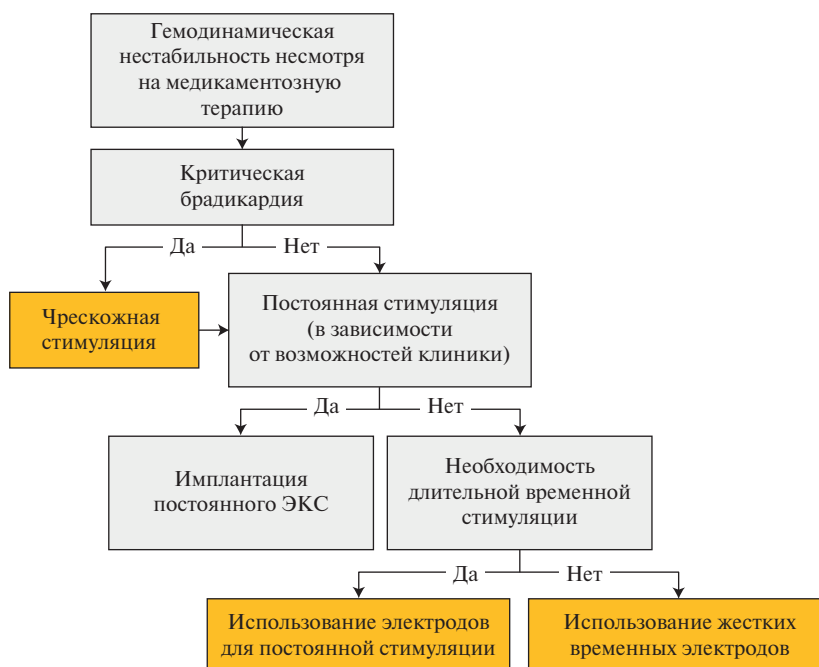 Гемодинамическая
нестабильность несмотря
на медикаментозную
терапию
Критическая
брадикардия
Да
Нет
Чрескожная
стимуляция
Постоянная стимуляция
(в зависимости
от возможностей клиники)
Да
Нет
Имплантация
постоянного ЭКС
Необходимость
длительной временной
стимуляции
Да
Нет
Использование электродов
для постоянной стимуляции
Использование жестких
временных электродов